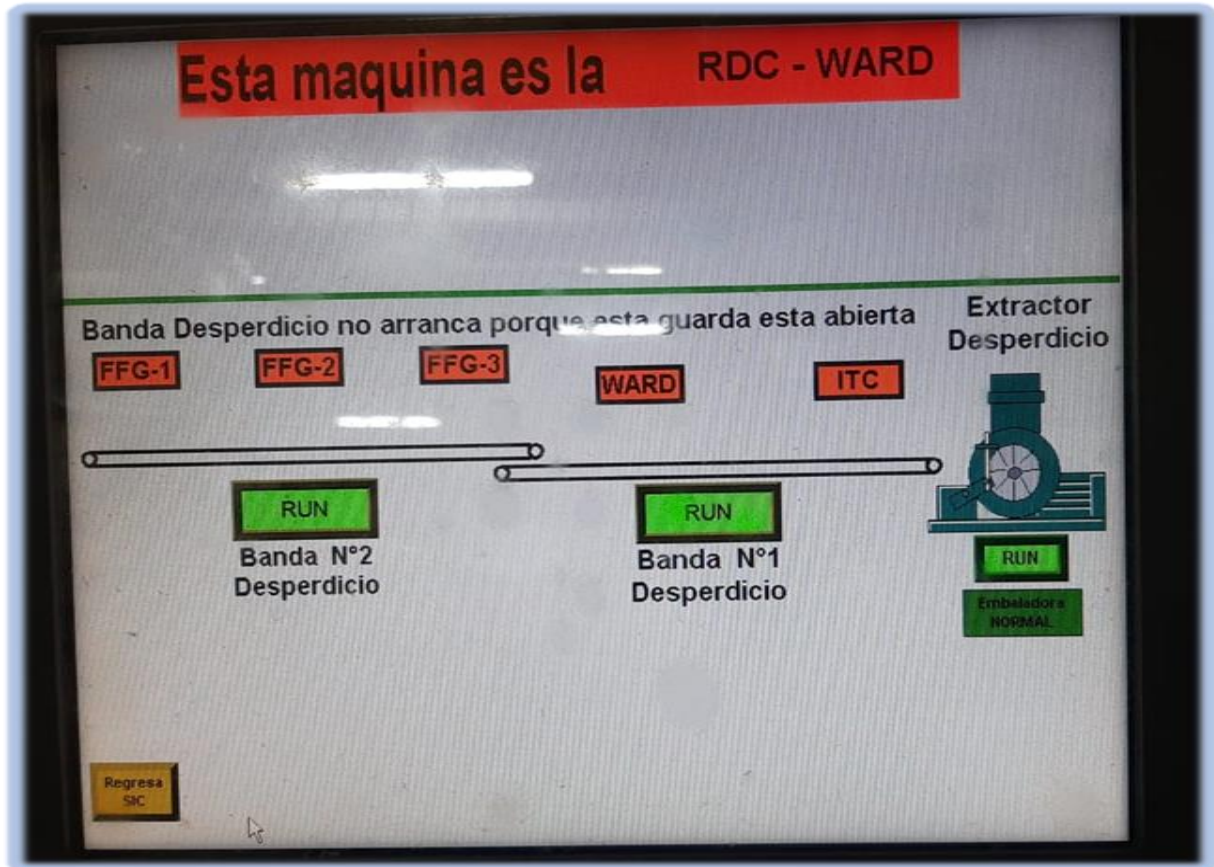 Esta maquina es la RDC - WARD
Banda Desperdicio no arranca porque esta guarda esta abierta
Extractor
Desperdicio
FFG-1 FFG-2 FFG-3 WARD ITC
RUN RUN
Banda N°2
Desperdicio
Banda N°1
Desperdicio
RUN
Embaladora
NORMAL
Regresa
SIC